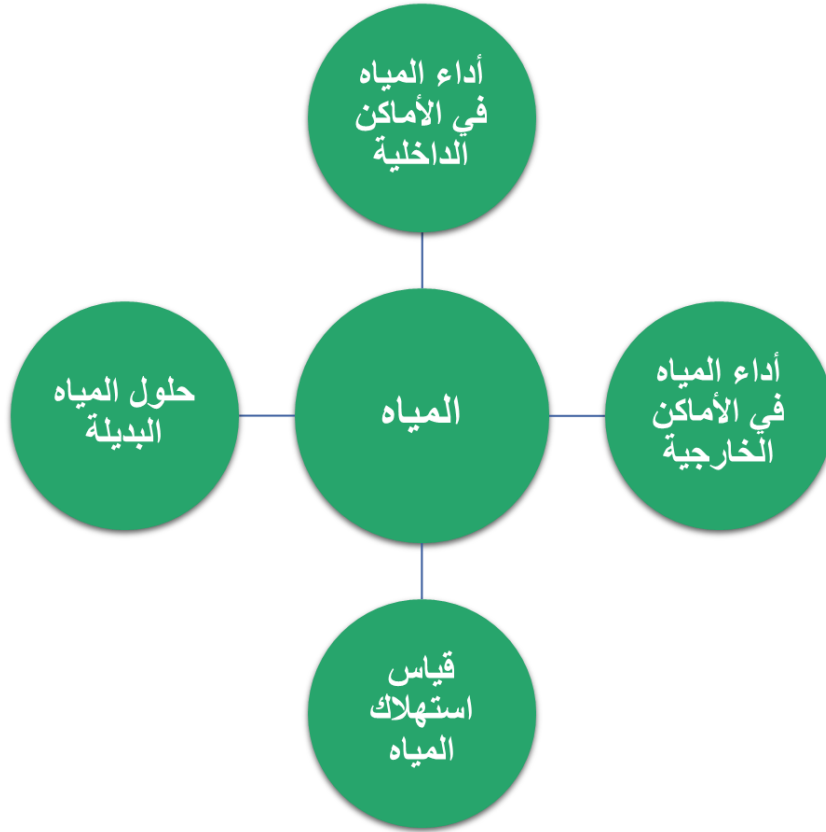 أداء المياه
في الأماكن
الداخلية
أداء المياه
في الأماكن
الخارجية
المياه
حلول المياه
البديلة
قياس
استهلاك
المياه